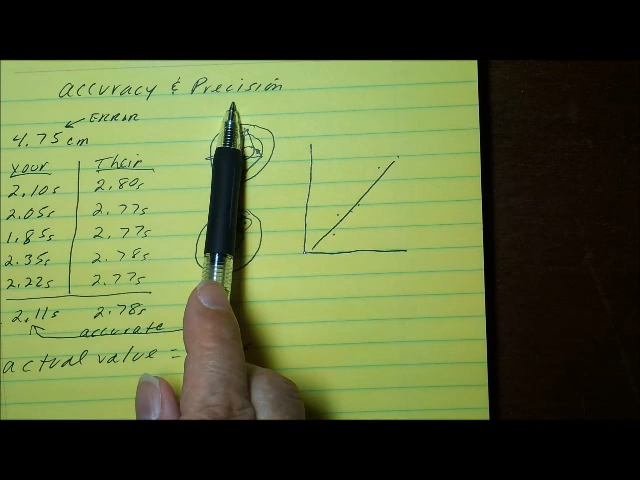 accuracy & Precision
ERROR
4.75 cm
your Their
2.10s 2.80s
2.05s 2.77s
1.85s 2.77s
2.35s 2.78s
2.22s 2.77s
2.11s 2.78s
accurate
actual value =